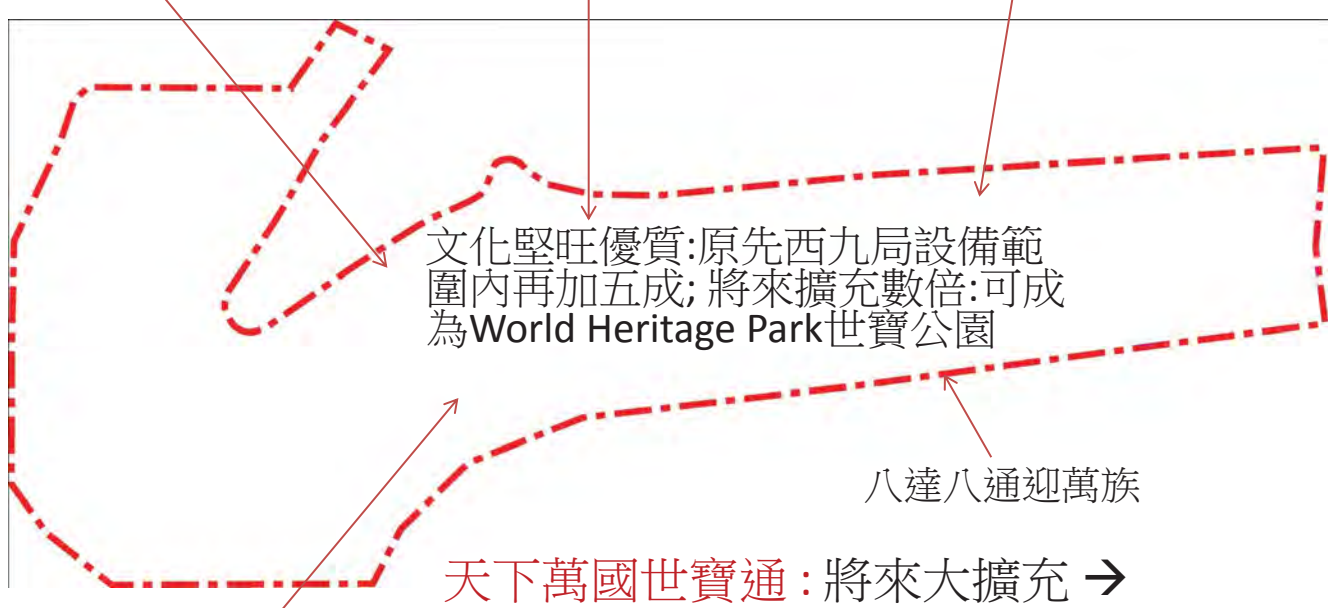 文化堅旺優質:原先西九局設備範
圍內再加五成; 將來擴充數倍:可成
為World Heritage Park世寶公園
八達八通迎萬族
天下萬國世寶通 : 將來大擴充 →